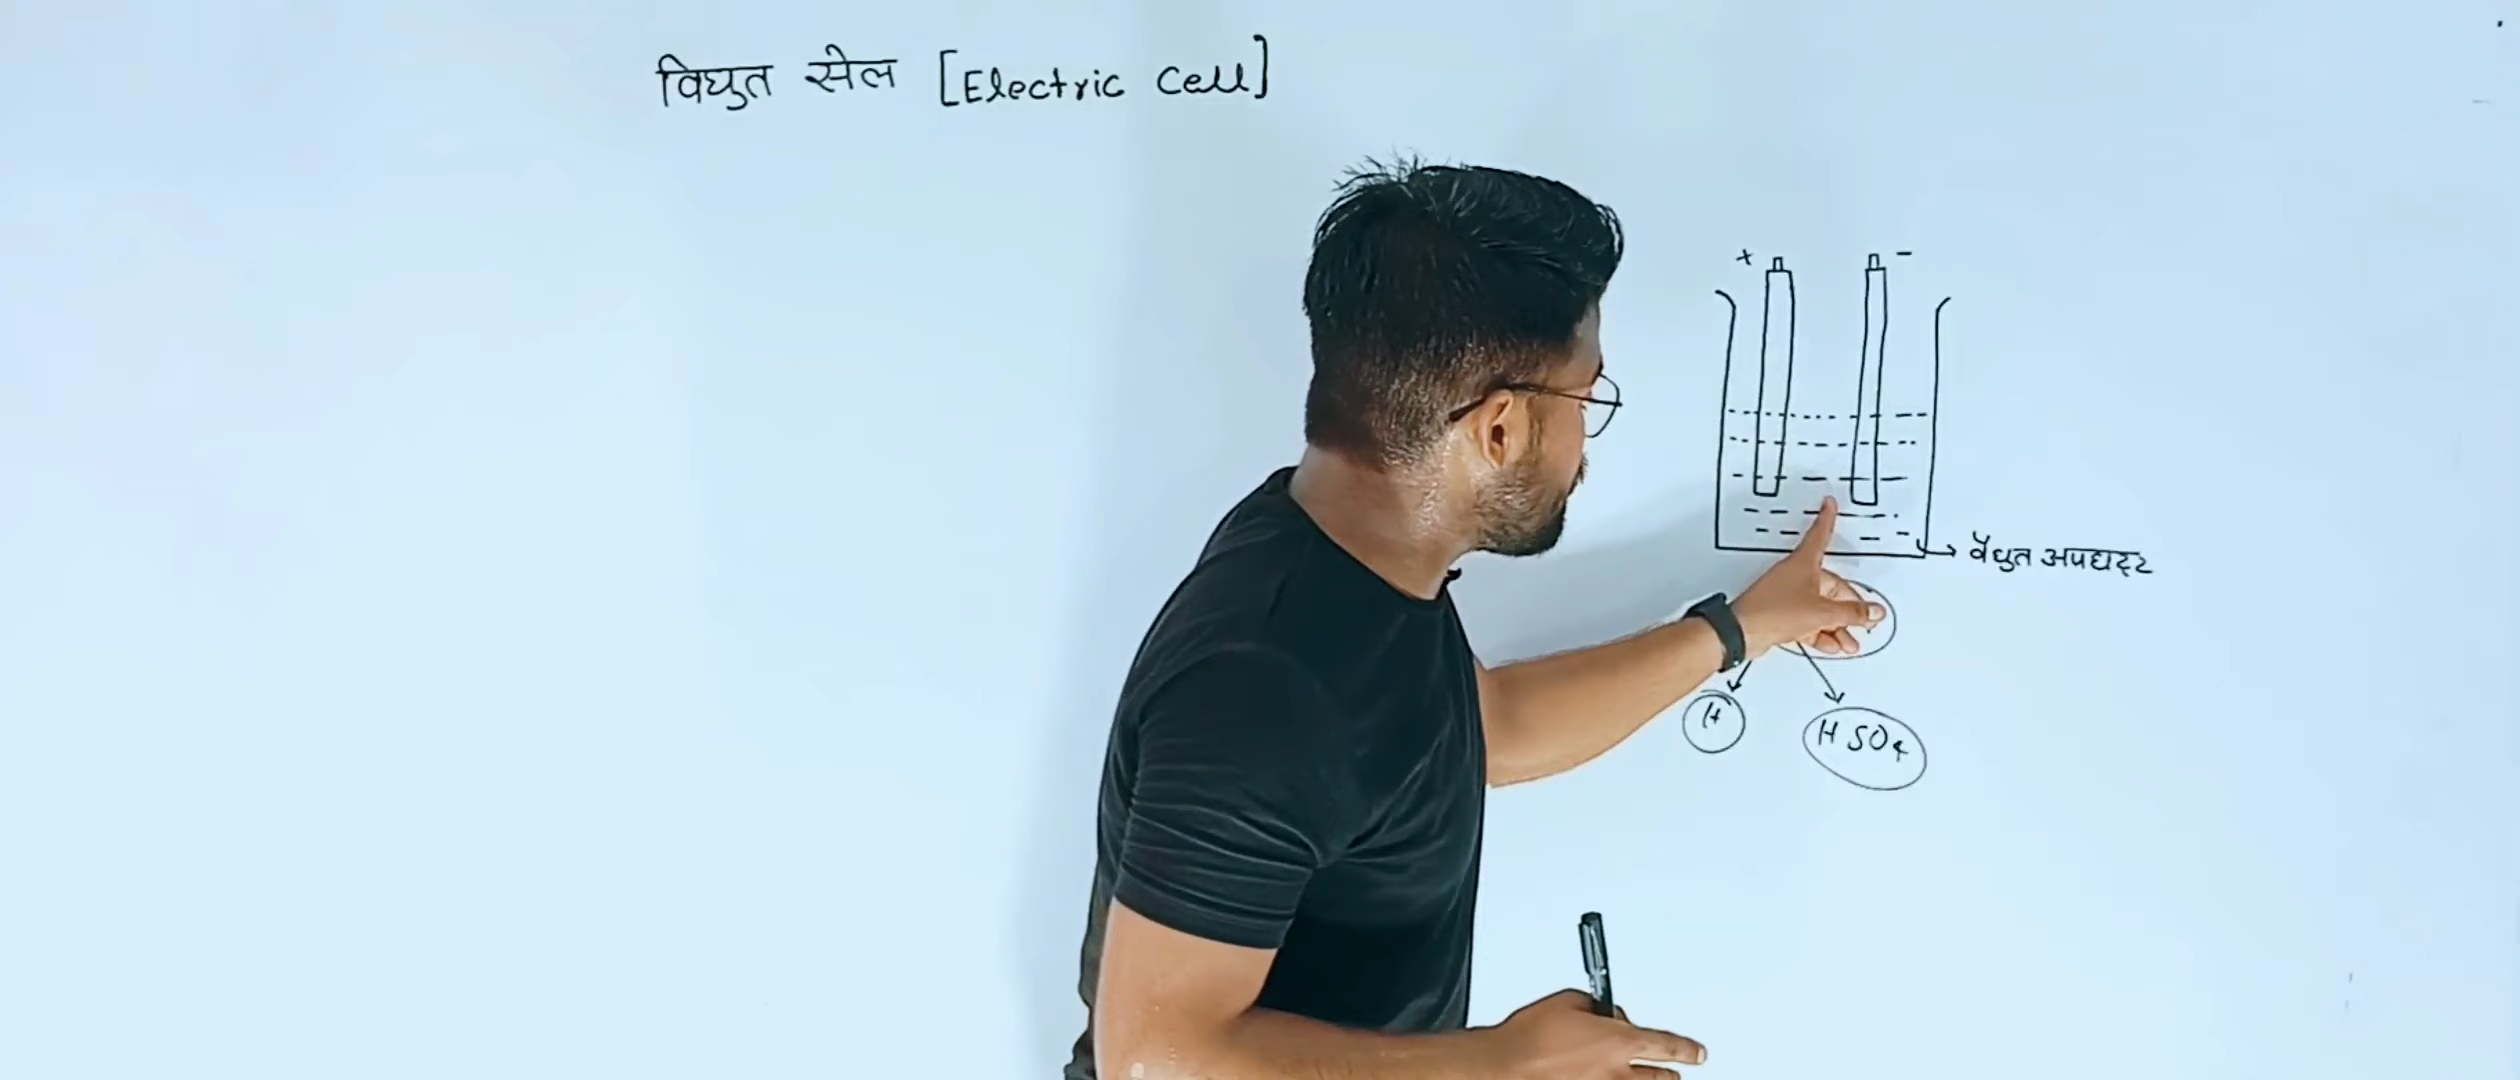 विद्युत सेल [Electric Cell]
+ -
वैद्युत अपघट्ट
H
HSO4